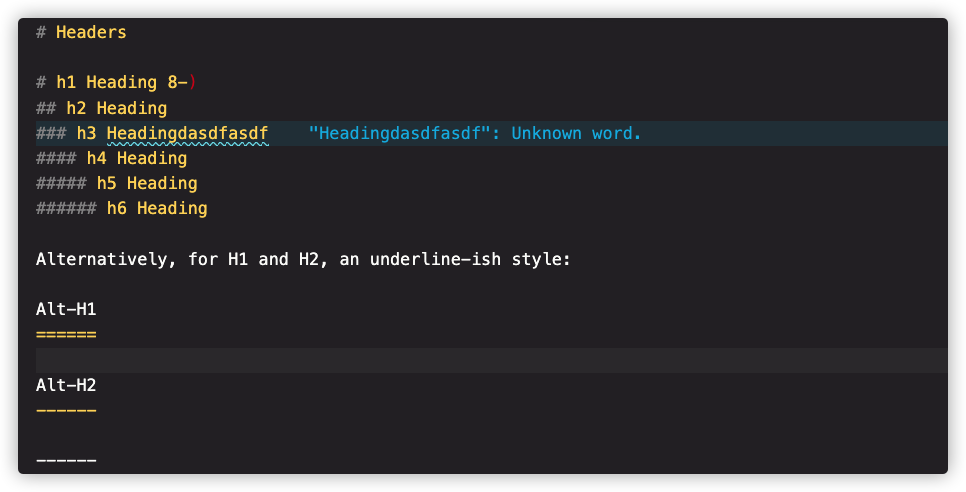 # Headers
# h1 Heading 8-)
## h2 Heading
### h3 Headingdasdfasdf "Headingdasdfasdf": Unknown word.
#### h4 Heading
##### h5 Heading
###### h6 Heading
Alternatively, for H1 and H2, an underline-ish style:
Alt-H1
======
Alt-H2
------
------